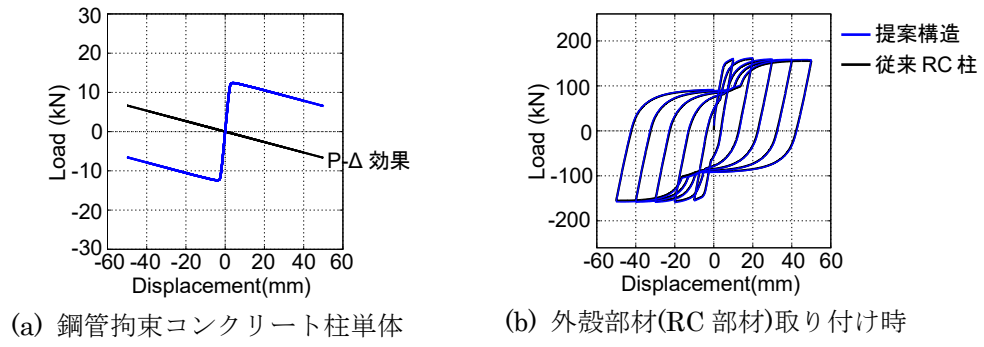 30
20
10
0
-10
-20
-30
-60 -40 -20 0 20 40 60
Load (kN)
Displacement(mm)
P-Δ 効果
(a) 鋼管拘束コンクリート柱単体
200
100
0
-100
-200
-60 -40 -20 0 20 40 60
Load (kN)
Displacement(mm)
提案構造
従来 RC 柱
(b) 外殻部材(RC 部材)取り付け時